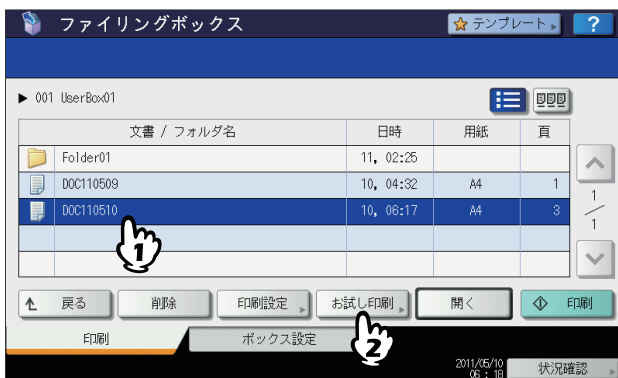 ファイリングボックス
テンプレート
?
001 UserBox01
文書 / フォルダ名 日時 用紙 頁
Folder01 11, 02:25
DOC110509 10, 04:32 A4 1
DOC110510 10, 06:17 A4 3
1
1
1
戻る 削除 印刷設定 お試し印刷 開く 印刷
2
印刷 ボックス設定
2011/05/10
06 : 18
状況確認